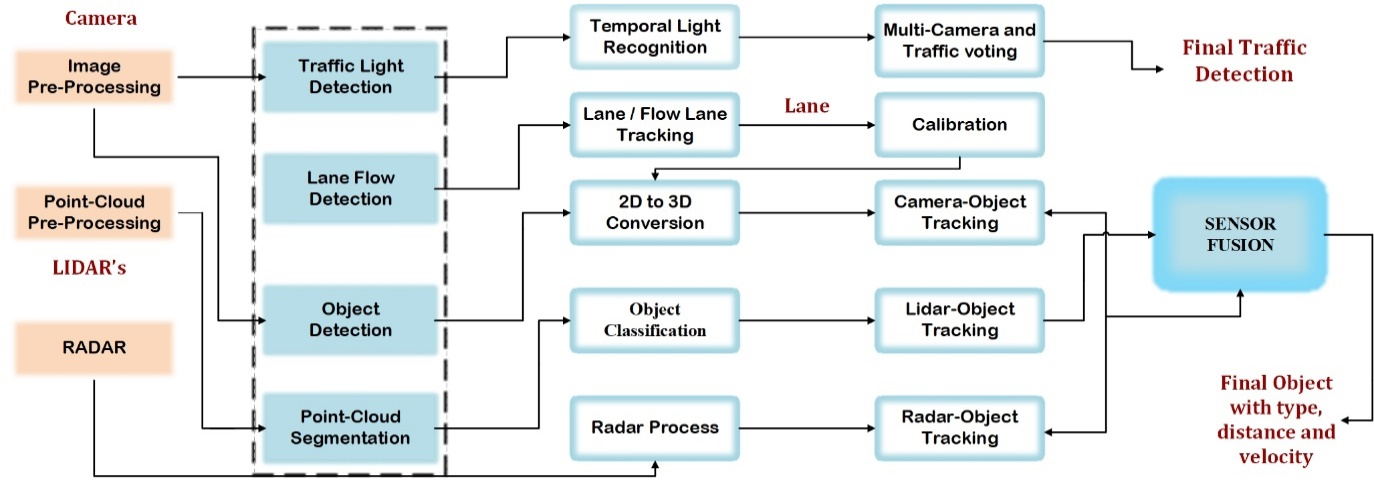 Camera
Image
Pre-Processing
Point-Cloud
Pre-Processing
LIDAR's
RADAR
Traffic Light
Detection
Lane Flow
Detection
Object
Detection
Point-Cloud
Segmentation
Temporal Light
Recognition
Lane / Flow Lane
Tracking
2D to 3D
Conversion
Object
Classification
Radar Process
Lane
Multi-Camera and
Traffic voting
Calibration
Camera-Object
Tracking
Lidar-Object
Tracking
Radar-Object
Tracking
Final Traffic
Detection
SENSOR
FUSION
Final Object
with type,
distance and
velocity